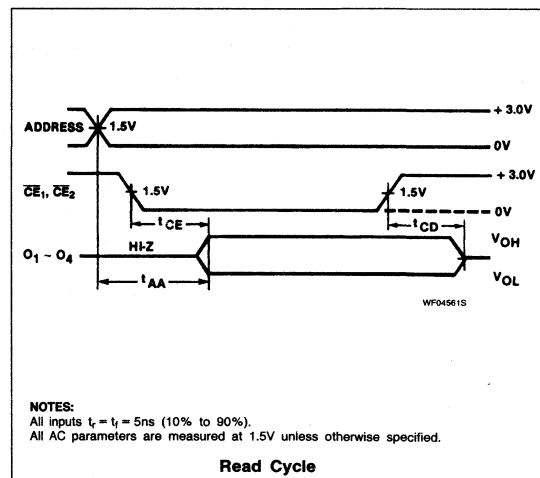 + 3.0V
ADDRESS
1.5V
0V
+ 3.0V
CE1, CE2
1.5V
1.5V
0V
tCE
tCD
HI-Z
VOH
O1 ~ O4
tAA
VOL
WF04561S
NOTES:
All inputs tr = tf = 5ns (10% to 90%).
All AC parameters are measured at 1.5V unless otherwise specified.
Read Cycle